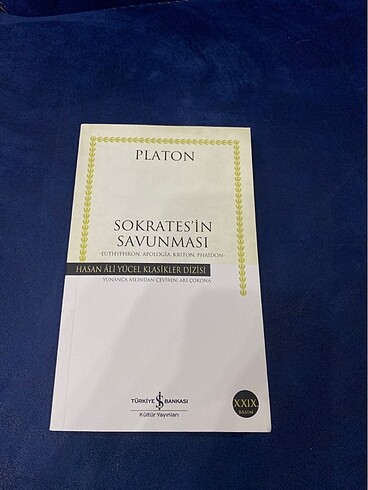 PLATON
SOKRATES'İN
SAVUNMASI
-EUTHYPHRON, APOLOGIA, KRITON, PHAIDON-
HASAN ÂLİ YÜCEL KLASİKLER DİZİSİ
YUNANCA ASLINDAN ÇEVİREN: ARİ ÇOKONA
TÜRKİYE İŞ BANKASI
Kültür Yayınları
XXIX.
BASIM